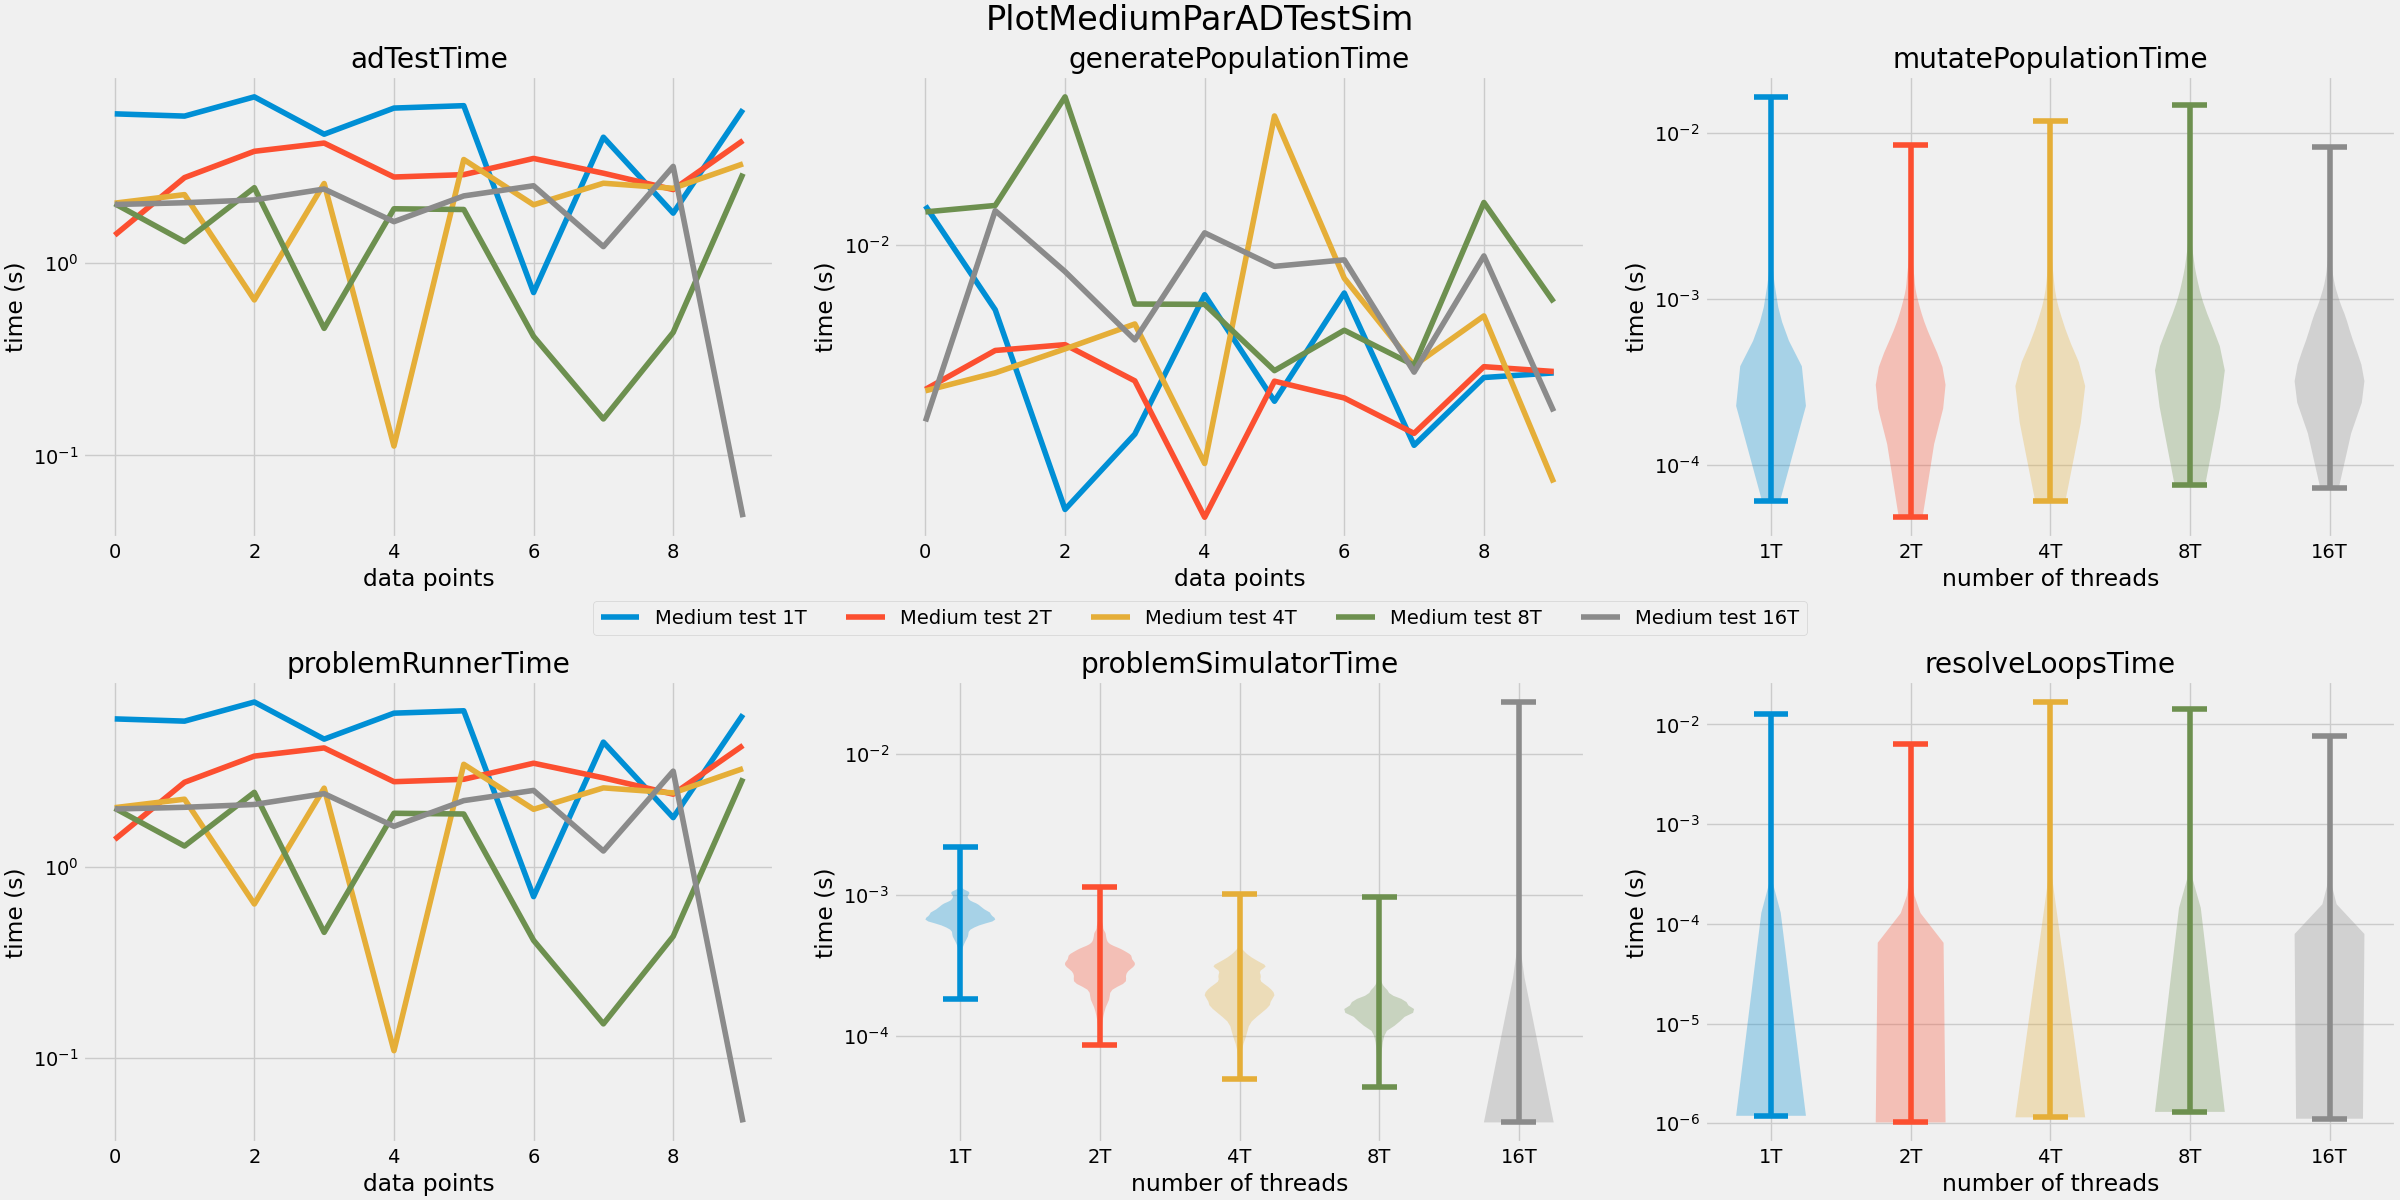 PlotMediumParADTestSim
adTestTime
time (s)
10⁰
10⁻¹
0 2 4 6 8
data points
generatePopulationTime
time (s)
10⁻²
0 2 4 6 8
data points
mutatePopulationTime
time (s)
10⁻²
10⁻³
10⁻⁴
1T 2T 4T 8T 16T
number of threads
Medium test 1T Medium test 2T Medium test 4T Medium test 8T Medium test 16T
problemRunnerTime
time (s)
10⁰
10⁻¹
0 2 4 6 8
data points
problemSimulatorTime
time (s)
10⁻²
10⁻³
10⁻⁴
1T 2T 4T 8T 16T
number of threads
resolveLoopsTime
time (s)
10⁻²
10⁻³
10⁻⁴
10⁻⁵
10⁻⁶
1T 2T 4T 8T 16T
number of threads